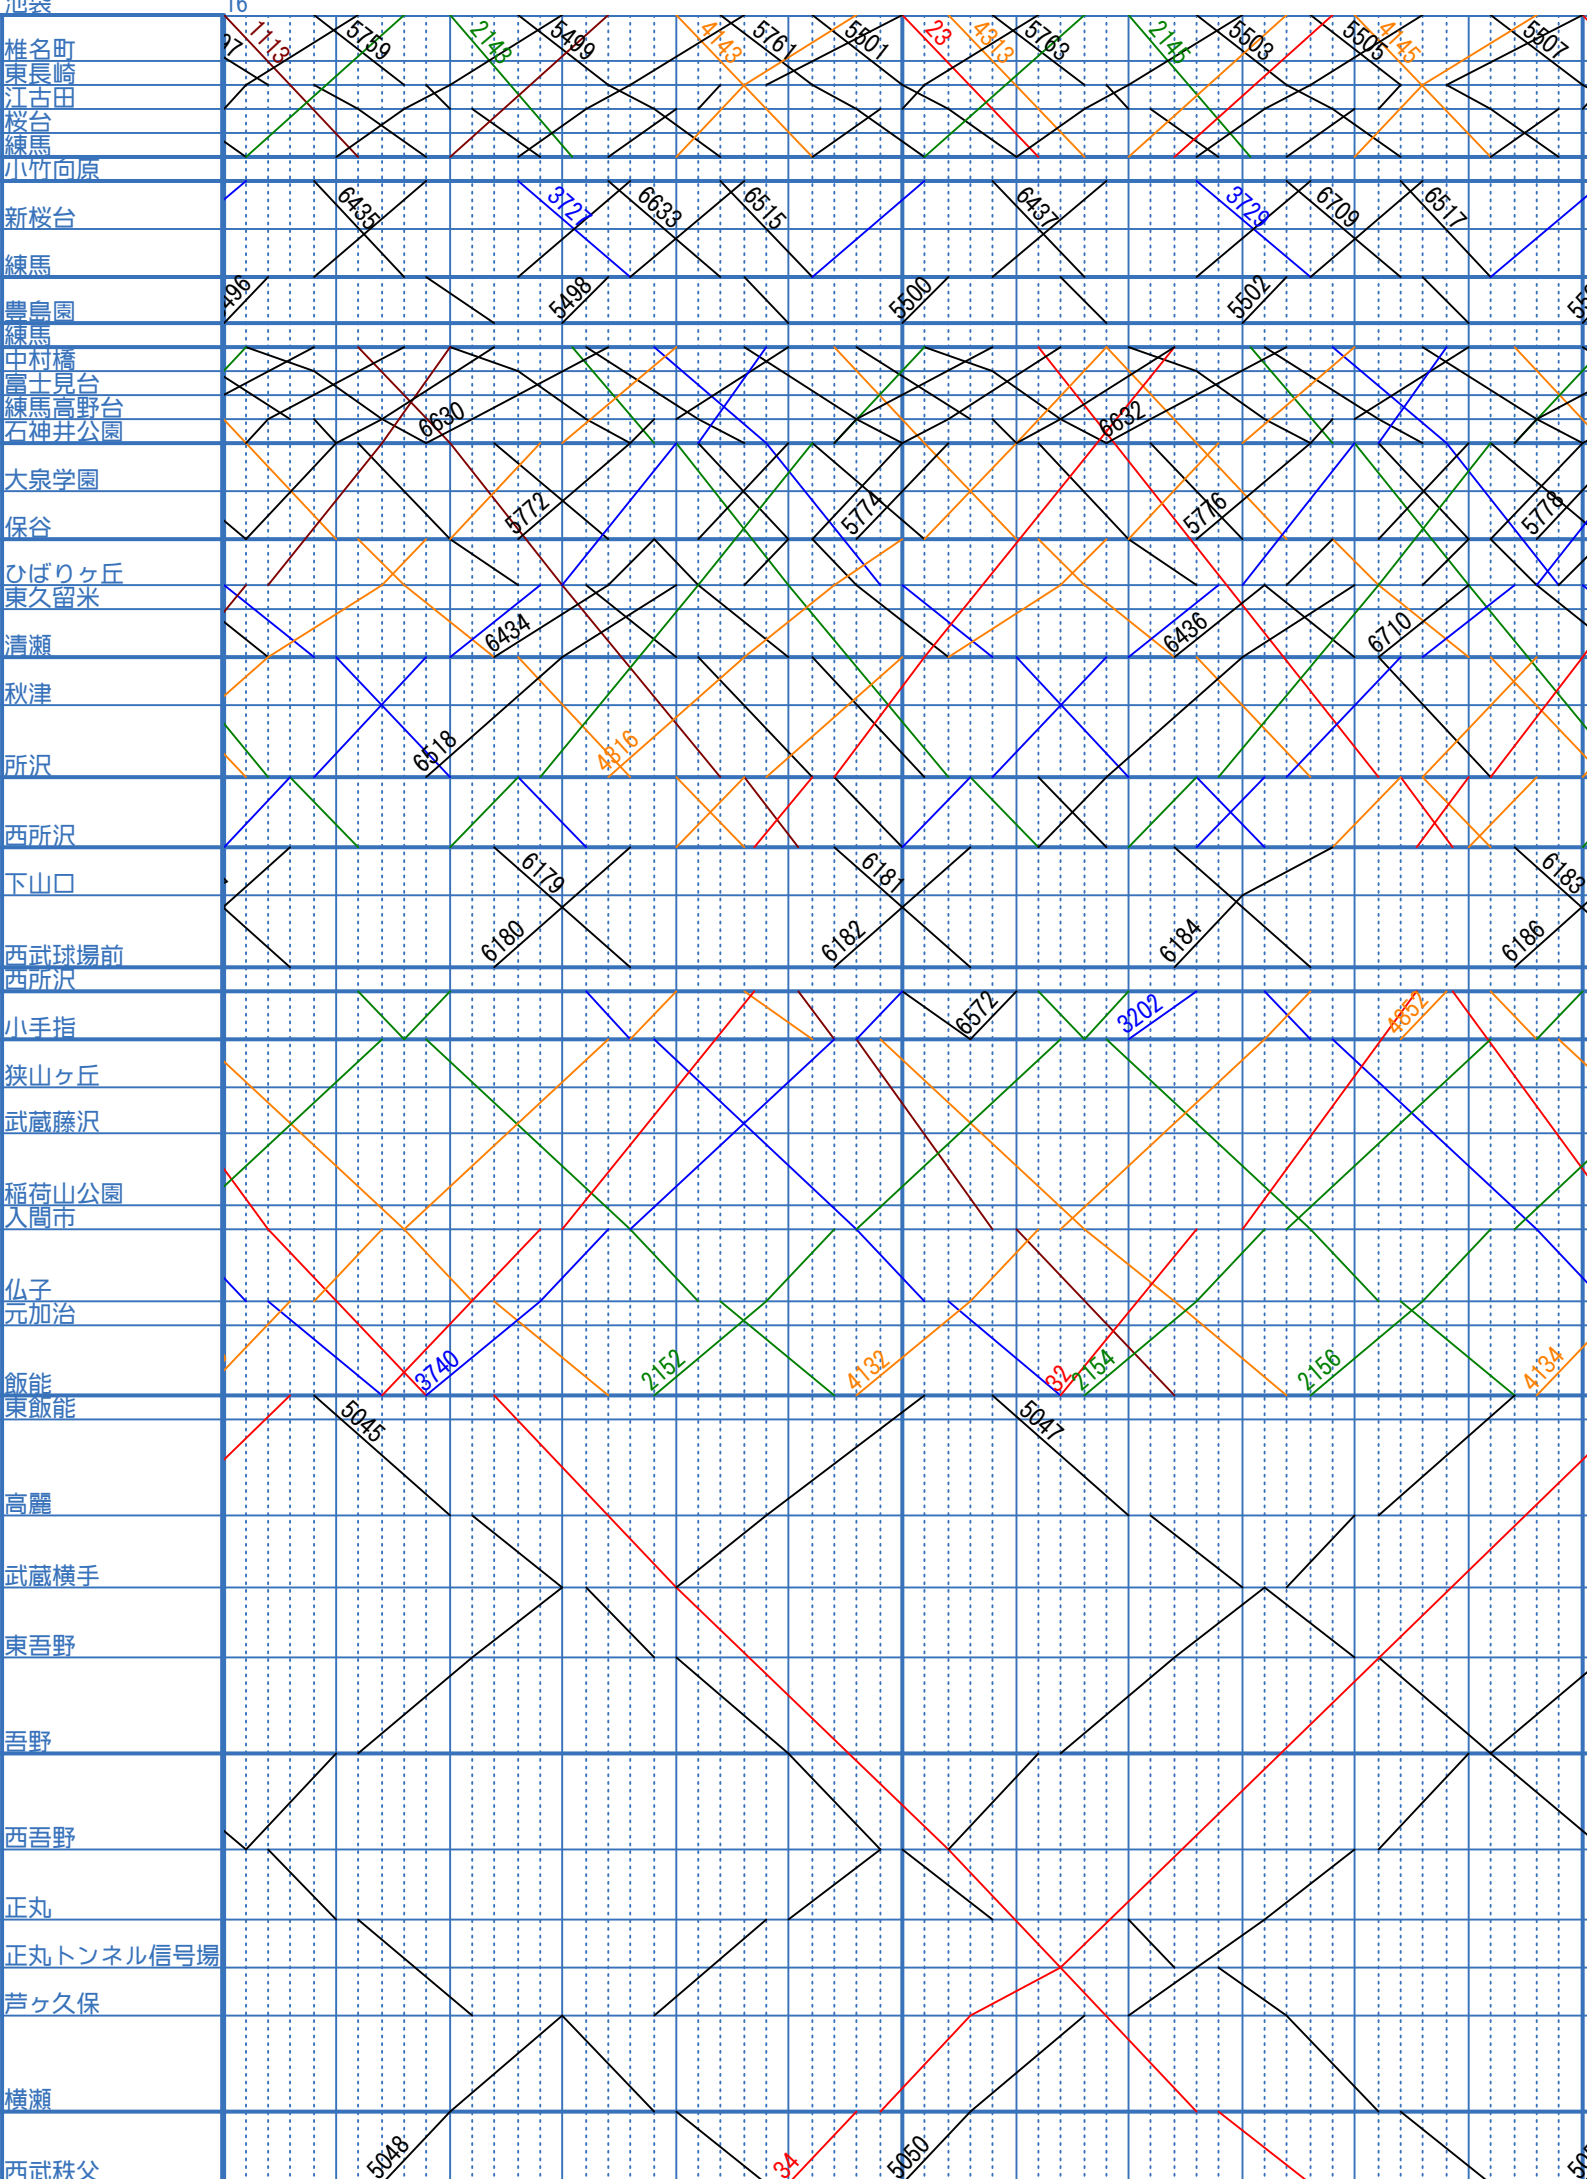 池袋 16
椎名町 1113 5759 2143 5499 4143 5761 5501 23 4313 5763 2145 5503 5505 4145 5507
東長崎
江古田
桜台
練馬
小竹向原
新桜台 6435 3727 6633 6515 6437 3729 6709 6517
練馬
豊島園 496 5498 5500 5502
練馬
中村橋
富士見台
練馬高野台
石神井公園 6630 6632
大泉学園
保谷 5772 5774 5776 5778
ひばりヶ丘
東久留米
清瀬 6434 6436 6710
秋津
所沢 6518 4816
西所沢
下山口 6179 6181 6183
西武球場前 6180 6182 6184 6186
西所沢
小手指 6572 3202 4852
狭山ヶ丘
武蔵藤沢
稲荷山公園
入間市
仏子
元加治
飯能 3740 2152 4132 32 2154 2156 4134
東飯能 5045 5047
高麗
武蔵横手
東吾野
吾野
西吾野
正丸
正丸トンネル信号場
芦ヶ久保
横瀬
西武秩父 5048 34 5050